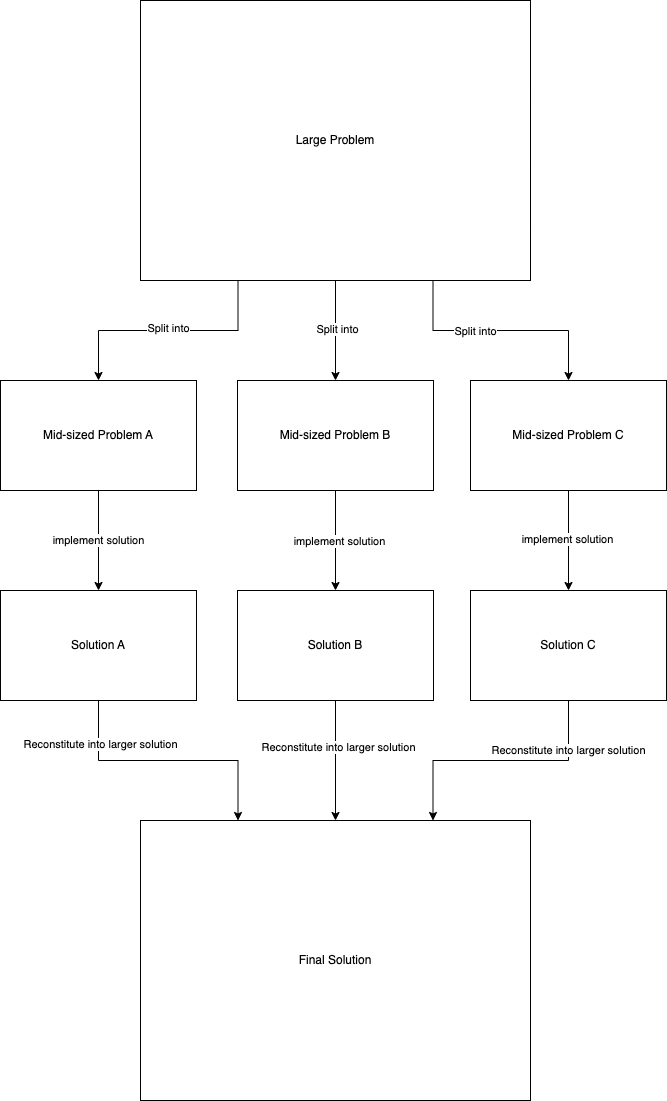 Large Problem
Split into
Split into
Split into
Mid-sized Problem A
Mid-sized Problem B
Mid-sized Problem C
implement solution
implement solution
implement solution
Solution A
Solution B
Solution C
Reconstitute into larger solution
Reconstitute into larger solution
Reconstitute into larger solution
Final Solution